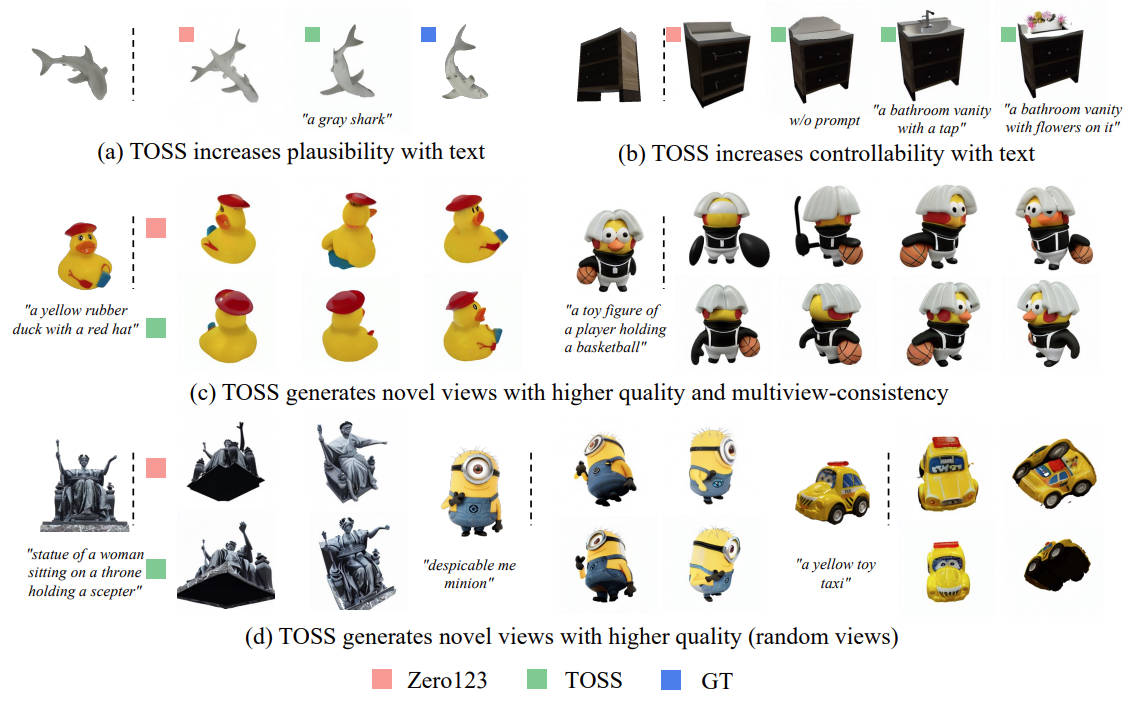 "a gray shark"
(a) TOSS increases plausibility with text
w/o prompt
"a bathroom vanity
with a tap"
"a bathroom vanity
with flowers on it"
(b) TOSS increases controllability with text
"a yellow rubber
duck with a red hat"
"a toy figure of
a player holding
a basketball"
(c) TOSS generates novel views with higher quality and multiview-consistency
"statue of a woman
sitting on a throne
holding a scepter"
"despicable me
minion"
"a yellow toy
taxi"
(d) TOSS generates novel views with higher quality (random views)
Zero123
TOSS
GT